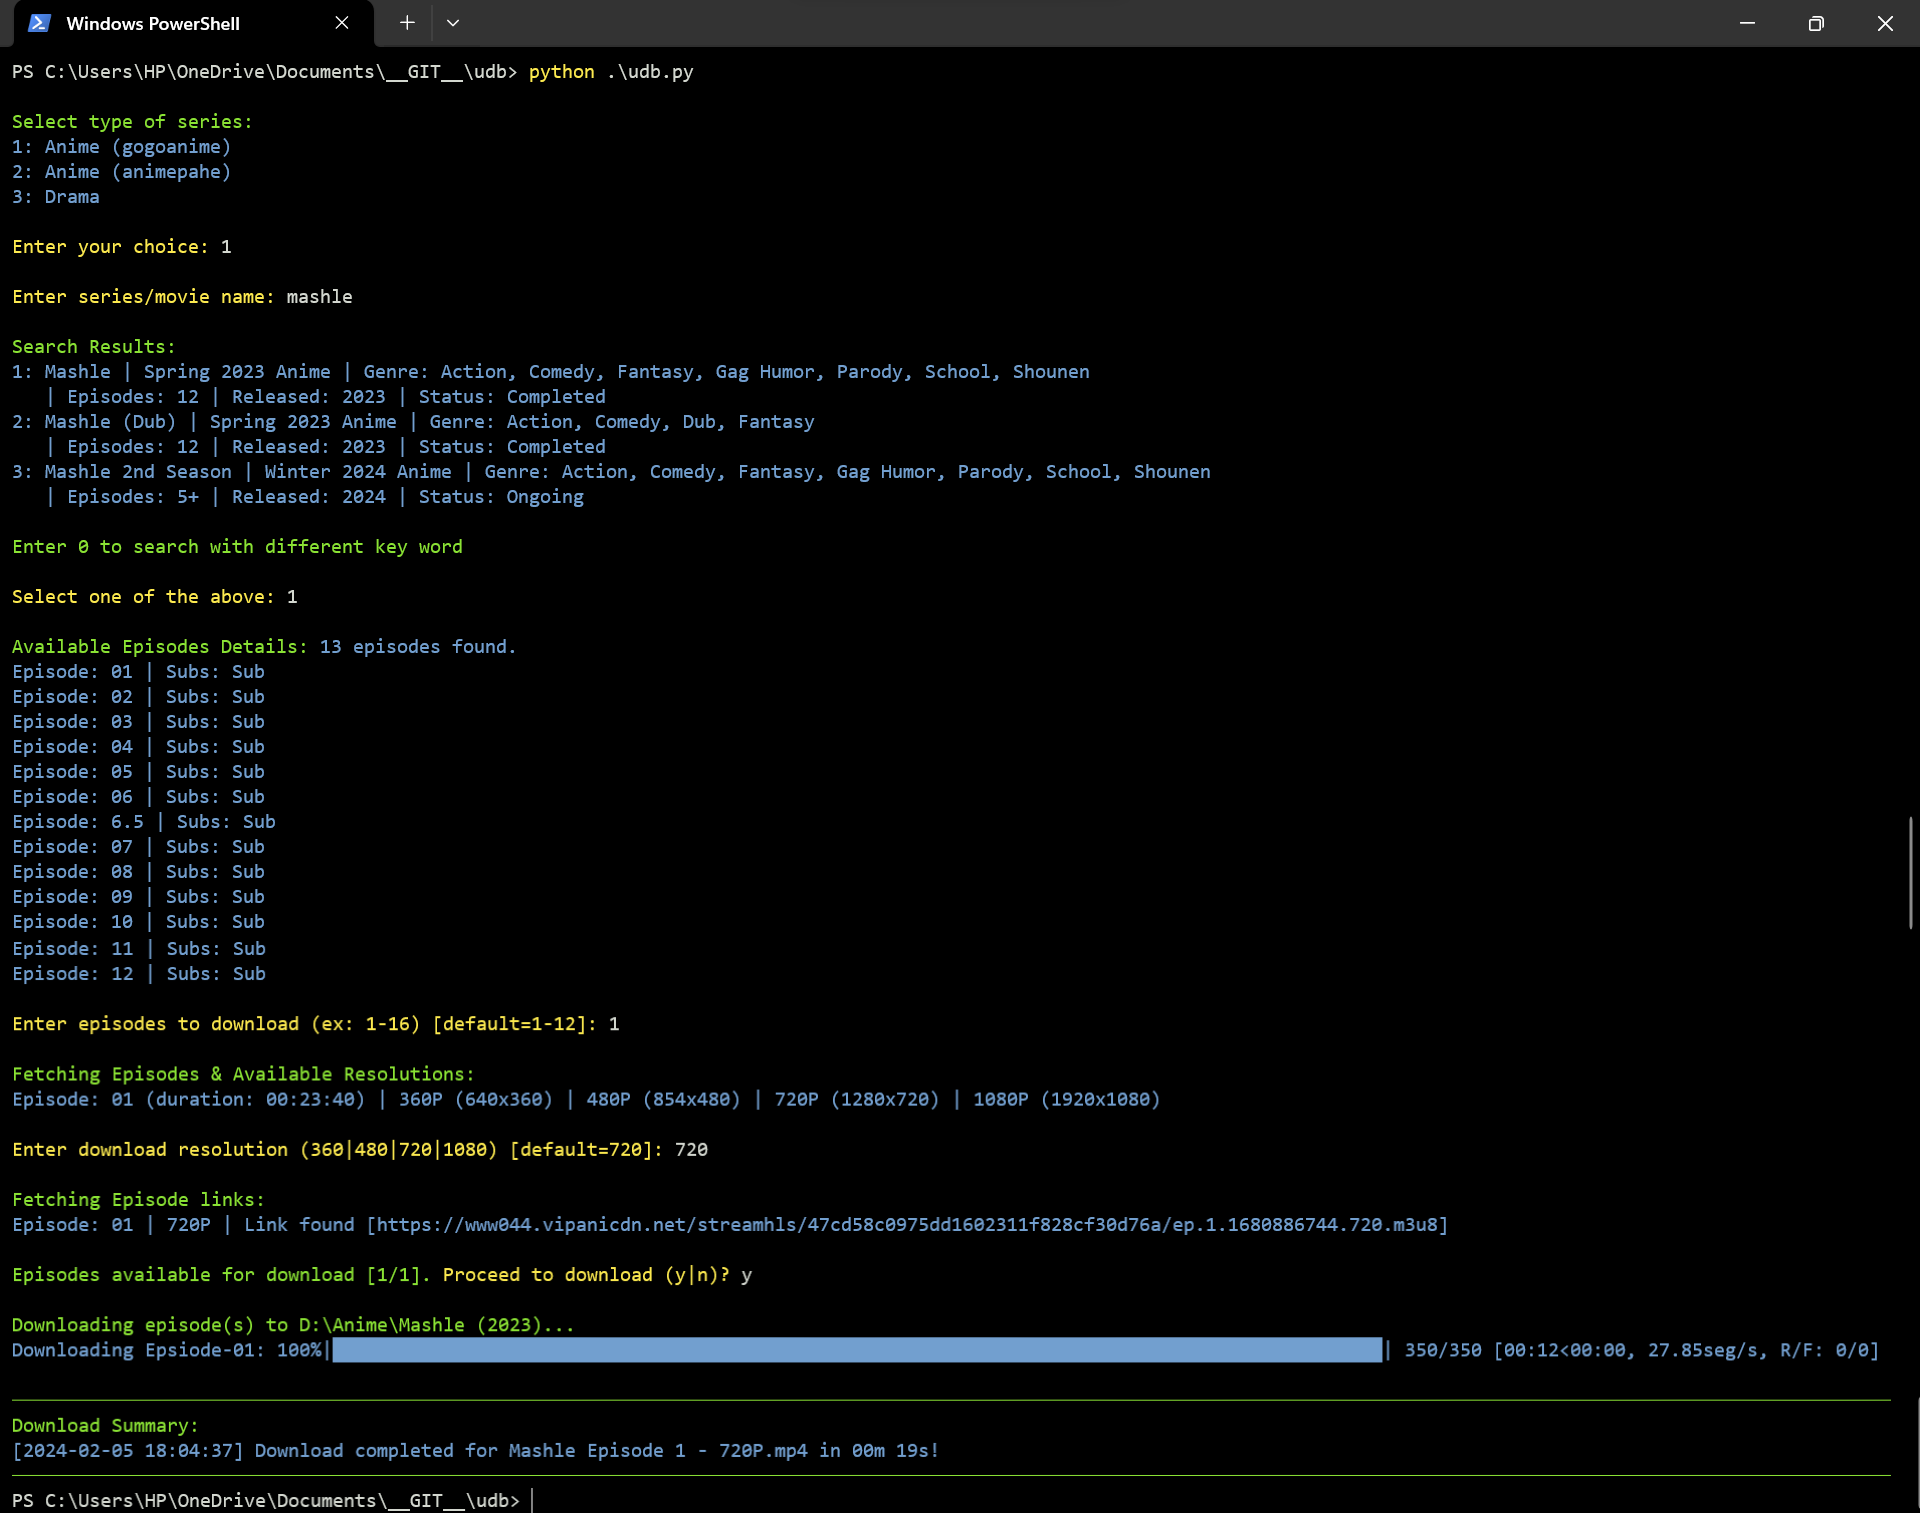 Windows PowerShell
PS C:\Users\HP\OneDrive\Documents\__GIT__\udb> python .\udb.py
Select type of series:
1: Anime (gogoanime)
2: Anime (animepahe)
3: Drama
Enter your choice: 1
Enter series/movie name: mashle
Search Results:
1: Mashle | Spring 2023 Anime | Genre: Action, Comedy, Fantasy, Gag Humor, Parody, School, Shounen
   | Episodes: 12 | Released: 2023 | Status: Completed
2: Mashle (Dub) | Spring 2023 Anime | Genre: Action, Comedy, Dub, Fantasy
   | Episodes: 12 | Released: 2023 | Status: Completed
3: Mashle 2nd Season | Winter 2024 Anime | Genre: Action, Comedy, Fantasy, Gag Humor, Parody, School, Shounen
   | Episodes: 5+ | Released: 2024 | Status: Ongoing
Enter 0 to search with different key word
Select one of the above: 1
Available Episodes Details: 13 episodes found.
Episode: 01 | Subs: Sub
Episode: 02 | Subs: Sub
Episode: 03 | Subs: Sub
Episode: 04 | Subs: Sub
Episode: 05 | Subs: Sub
Episode: 06 | Subs: Sub
Episode: 6.5 | Subs: Sub
Episode: 07 | Subs: Sub
Episode: 08 | Subs: Sub
Episode: 09 | Subs: Sub
Episode: 10 | Subs: Sub
Episode: 11 | Subs: Sub
Episode: 12 | Subs: Sub
Enter episodes to download (ex: 1-16) [default=1-12]: 1
Fetching Episodes & Available Resolutions:
Episode: 01 (duration: 00:23:40) | 360P (640x360) | 480P (854x480) | 720P (1280x720) | 1080P (1920x1080)
Enter download resolution (360|480|720|1080) [default=720]: 720
Fetching Episode links:
Episode: 01 | 720P | Link found [https://www044.vipanicdn.net/streamhls/47cd58c0975dd1602311f828cf30d76a/ep.1.1680886744.720.m3u8]
Episodes available for download [1/1]. Proceed to download (y|n)? y
Downloading episode(s) to D:\Anime\Mashle (2023)...
Downloading Epsiode-01: 100%| | 350/350 [00:12<00:00, 27.85seg/s, R/F: 0/0]
Download Summary:
[2024-02-05 18:04:37] Download completed for Mashle Episode 1 - 720P.mp4 in 00m 19s!
PS C:\Users\HP\OneDrive\Documents\__GIT__\udb>